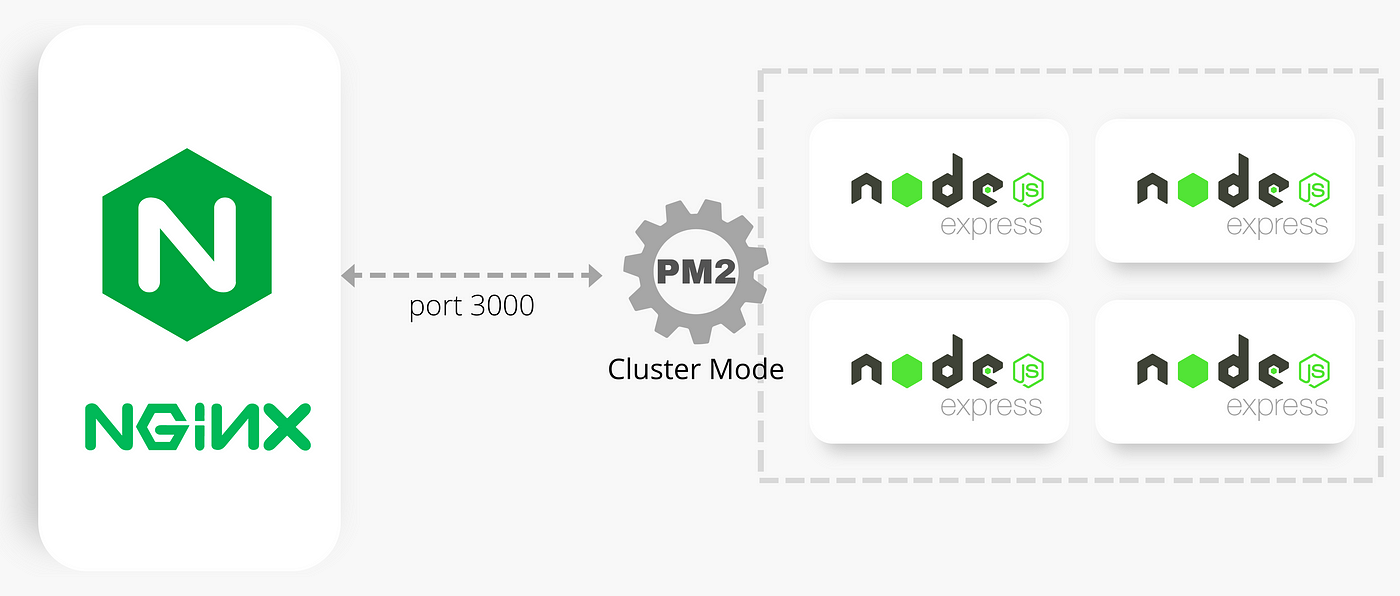 N
NGINX
port 3000
PM2
Cluster Mode
node JS
express
node JS
express
node JS
express
node JS
express